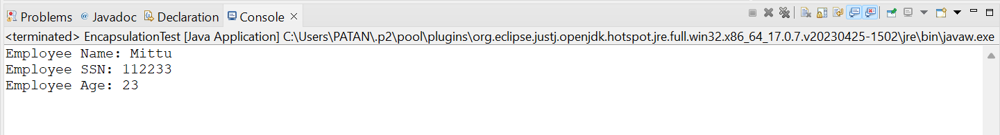 Problems @ Javadoc Declaration Console
<terminated> EncapsulationTest [Java Application] C:\Users\PATAN\.p2\pool\plugins\org.eclipse.justj.openjdk.hotspot.jre.full.win32.x86_64_17.0.7.v20230425-1502\jre\bin\javaw.exe
Employee Name: Mittu
Employee SSN: 112233
Employee Age: 23